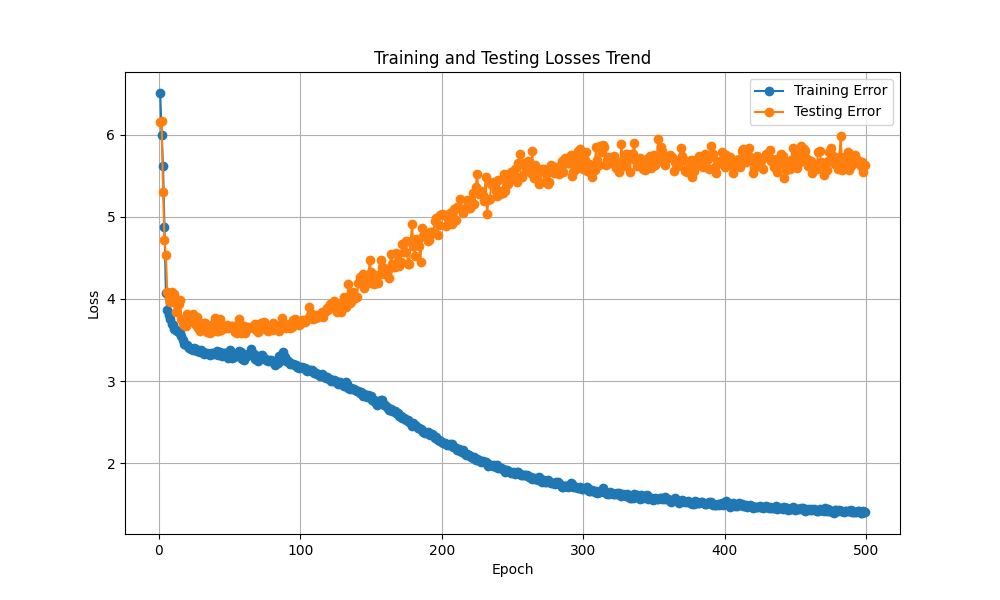 Training and Testing Losses Trend
Training Error
Testing Error
6
5
4
3
2
Loss
0 100 200 300 400 500
Epoch